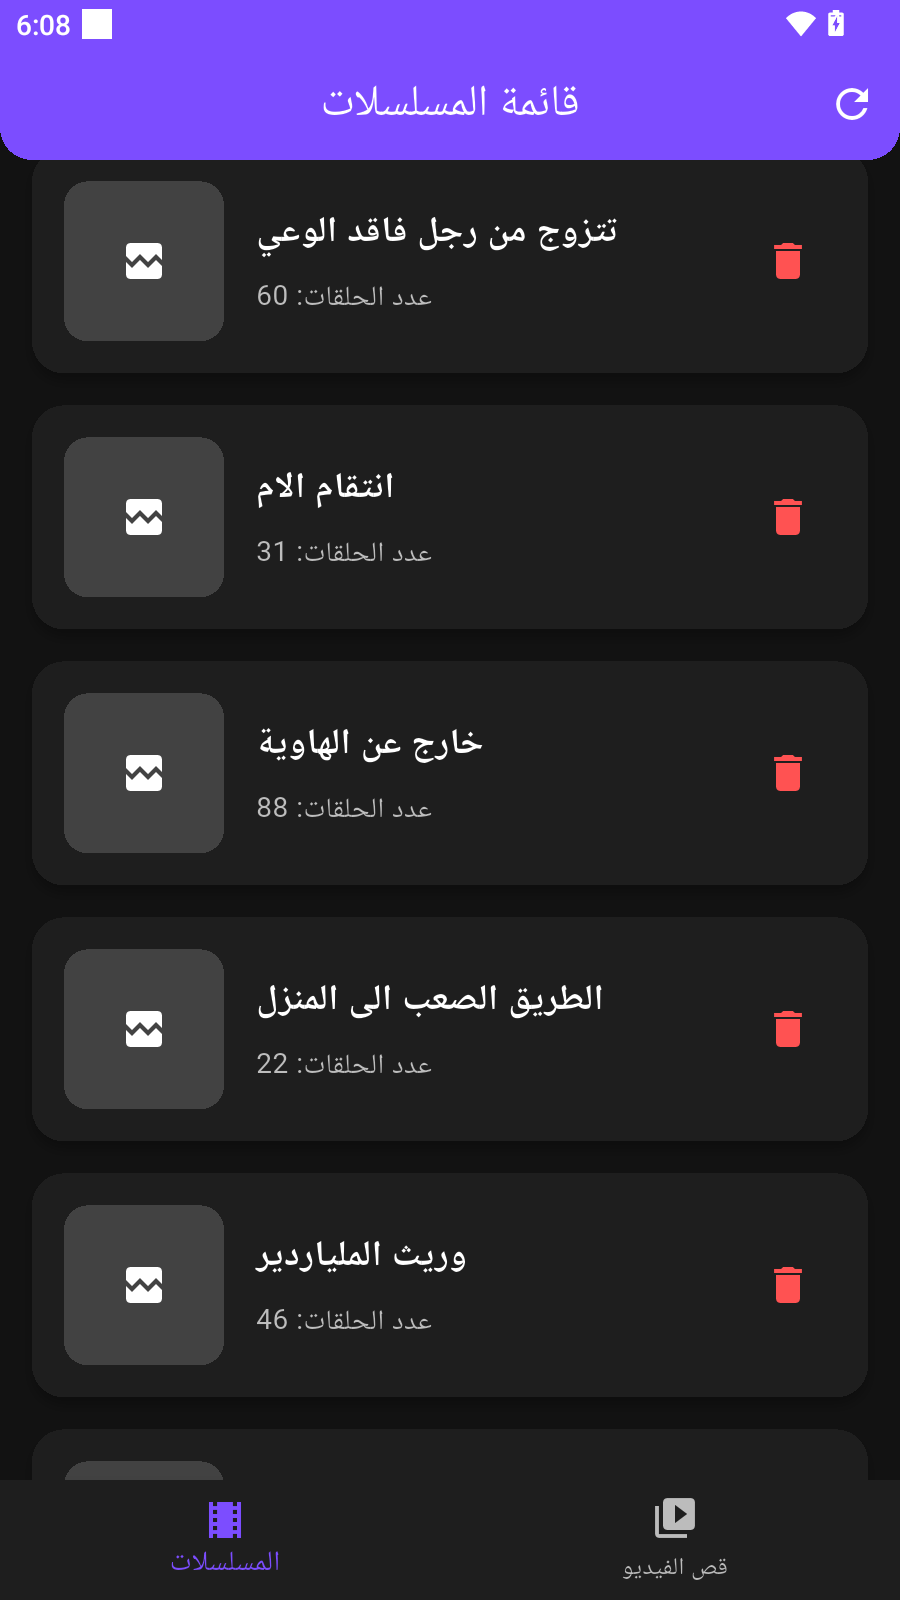 6:08
قائمة المسلسلات
تتزوج من رجل فاقد الوعي
عدد الحلقات: 60
انتقام الام
عدد الحلقات: 31
خارج عن الهاوية
عدد الحلقات: 88
الطريق الصعب الى المنزل
عدد الحلقات: 22
وريث الملياردير
عدد الحلقات: 46
المسلسلات
قص الفيديو